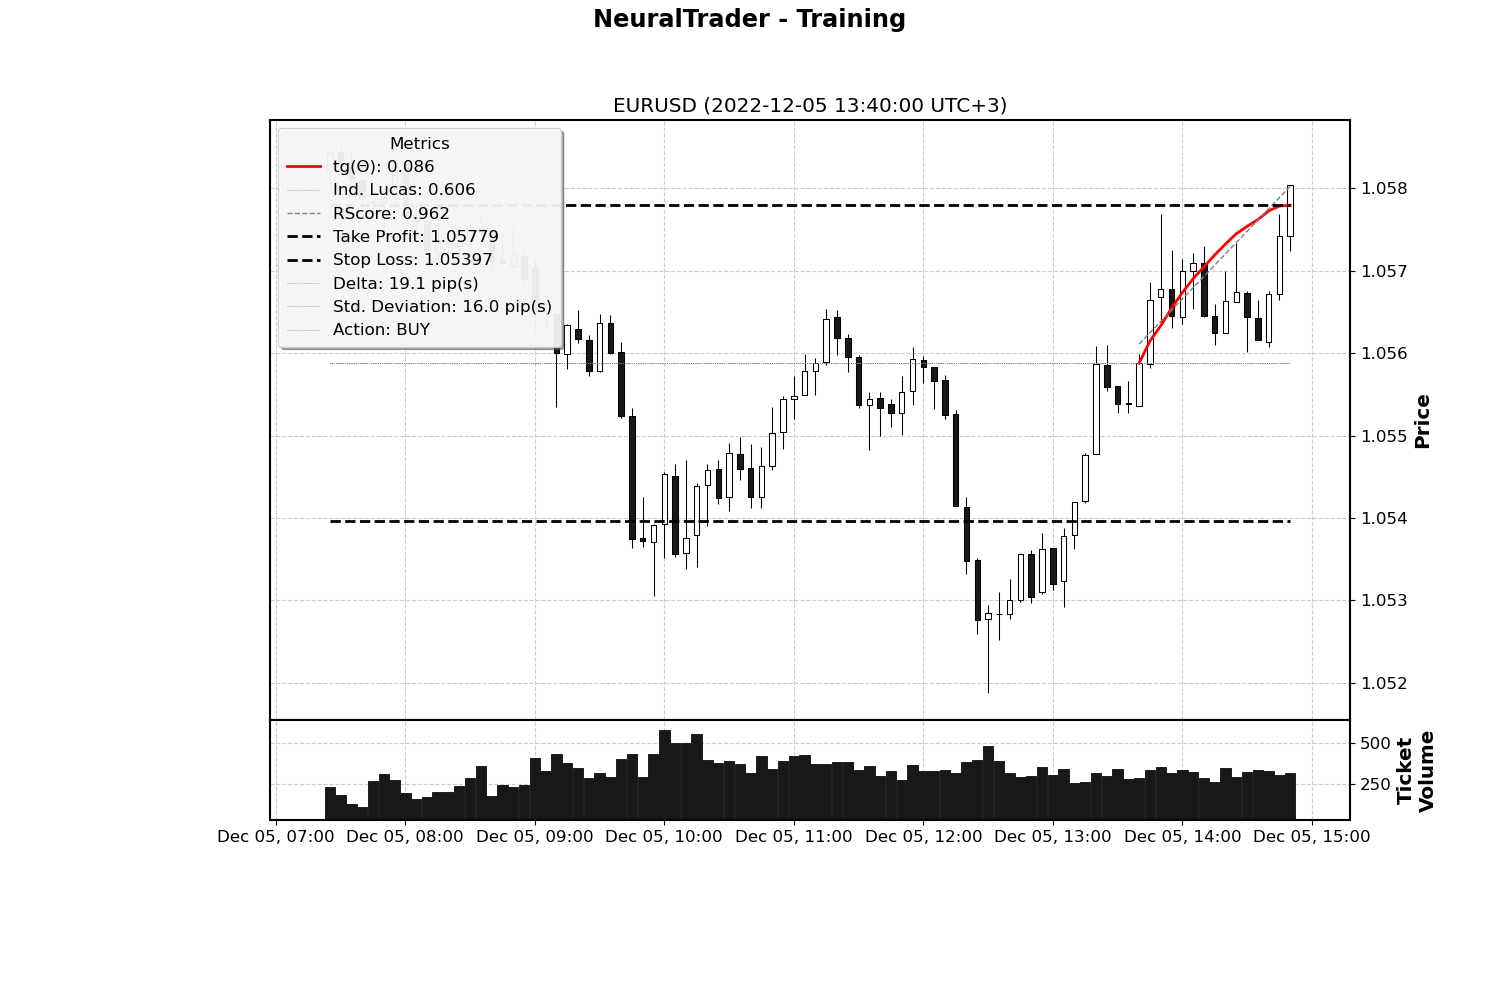 NeuralTrader - Training
EURUSD (2022-12-05 13:40:00 UTC+3)
Metrics
tg(Θ): 0.086
Ind. Lucas: 0.606
RScore: 0.962
Take Profit: 1.05779
Stop Loss: 1.05397
Delta: 19.1 pip(s)
Std. Deviation: 16.0 pip(s)
Action: BUY
1.058
1.057
1.056
1.055
1.054
1.053
1.052
Price
500
250
Ticket
Volume
Dec 05, 07:00 Dec 05, 08:00 Dec 05, 09:00 Dec 05, 10:00 Dec 05, 11:00 Dec 05, 12:00 Dec 05, 13:00 Dec 05, 14:00 Dec 05, 15:00